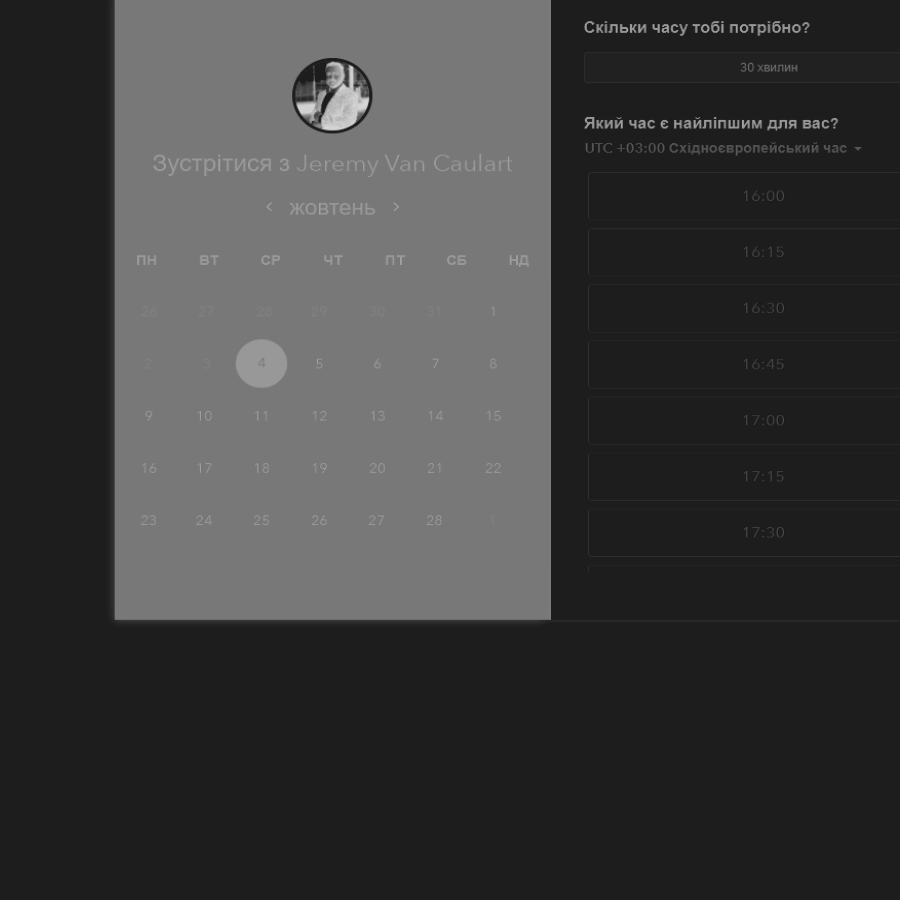 Зустрітися з Jeremy Van Caulart
жовтень
ПН ВТ СР ЧТ ПТ СБ НД
26 27 28 29 30 31 1
2 3 4 5 6 7 8
9 10 11 12 13 14 15
16 17 18 19 20 21 22
23 24 25 26 27 28 1
Скільки часу тобі потрібно?
30 хвилин
Який час є найліпшим для вас?
UTC +03:00 Східноєвропейський час
16:00
16:15
16:30
16:45
17:00
17:15
17:30